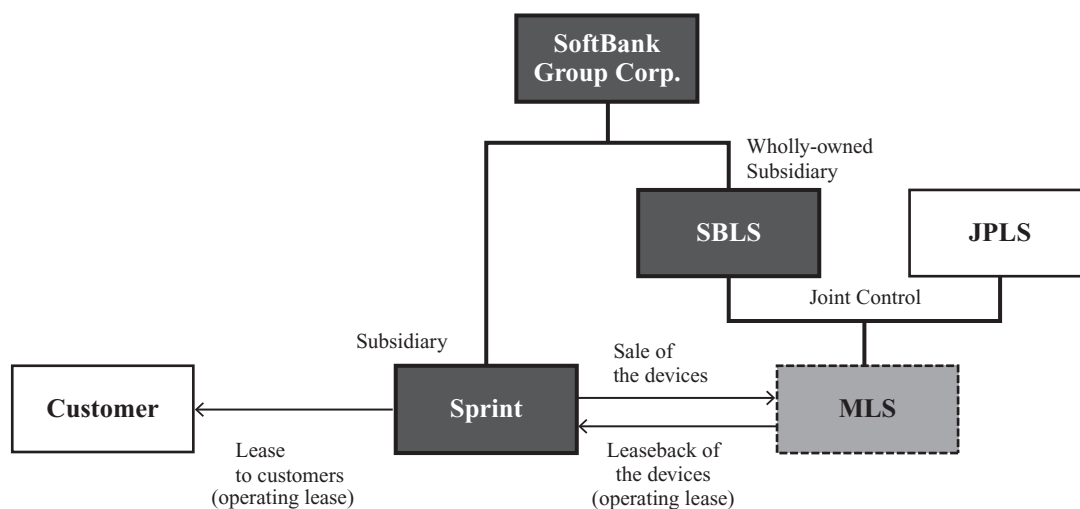 SoftBank
Group Corp.
Wholly-owned
Subsidiary
SBLS
JPLS
Joint Control
Subsidiary
Sale of
the devices
Customer
Sprint
MLS
Lease
to customers
(operating lease)
Leaseback of
the devices
(operating lease)